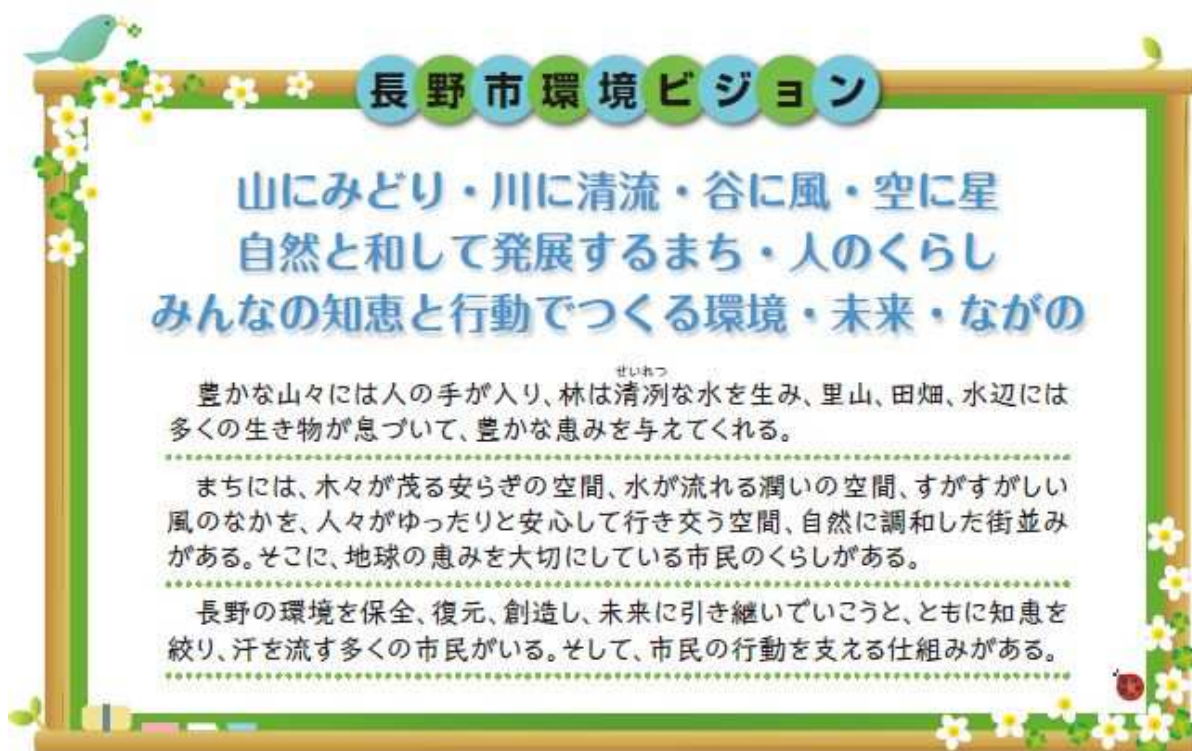 長野市環境ビジョン
山にみどり・川に清流・谷に風・空に星
自然と和して発展するまち・人のくらし
みんなの知恵と行動でつくる環境・未来・ながの
せいれつ
豊かな山々には人の手が入り、林は清冽な水を生み、里山、田畑、水辺には
多くの生き物が息づいて、豊かな恵みを与えてくれる。
まちには、木々が茂る安らぎの空間、水が流れる潤いの空間、すがすがしい
風のなかを、人々がゆったりと安心して行き交う空間、自然に調和した街並み
がある。そこに、地球の恵みを大切にしている市民のくらしがある。
長野の環境を保全、復元、創造し、未来に引き継いでいこうと、ともに知恵を
絞り、汗を流す多くの市民がいる。そして、市民の行動を支える仕組みがある。